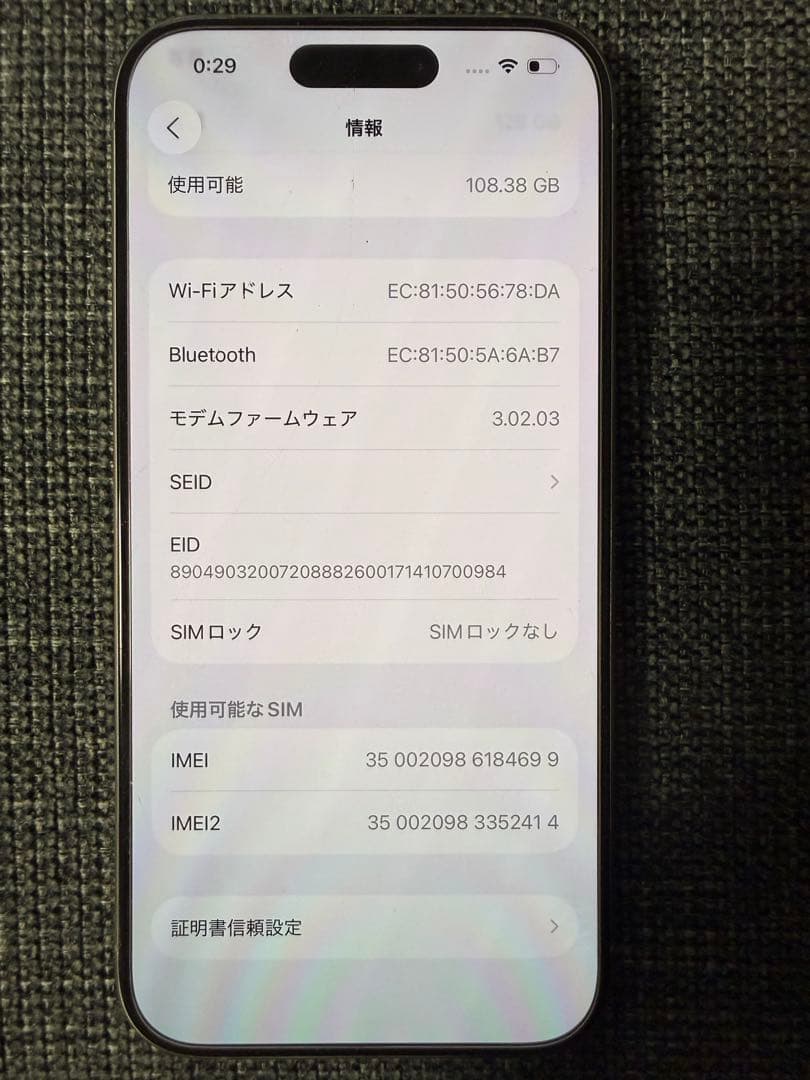 0:29
情報
使用可能 108.38 GB
Wi-Fiアドレス EC:81:50:56:78:DA
Bluetooth EC:81:50:5A:6A:B7
モデムファームウェア 3.02.03
SEID
EID
89049032007208882600171410700984
SIMロック SIMロックなし
使用可能なSIM
IMEI 35 002098 618469 9
IMEI2 35 002098 335241 4
証明書信頼設定